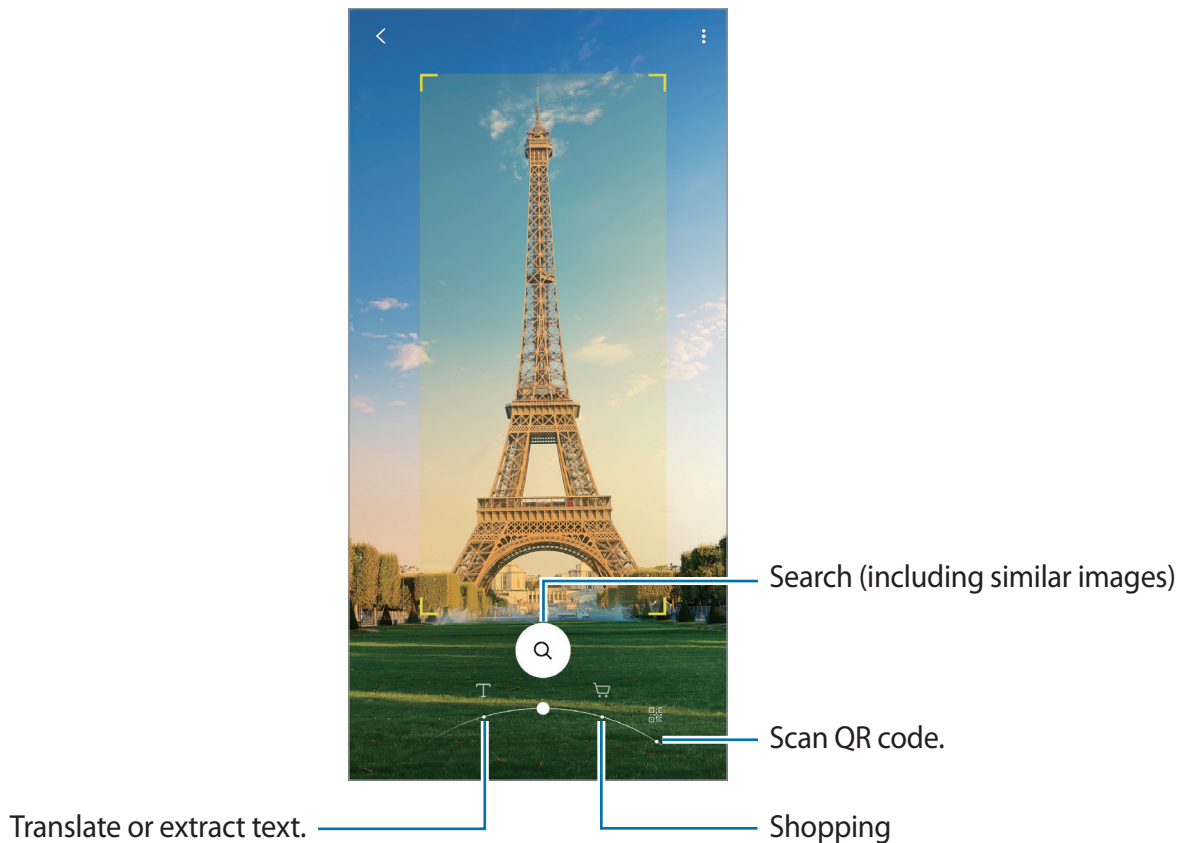 Search (including similar images)
T
Scan QR code.
Translate or extract text.
Shopping